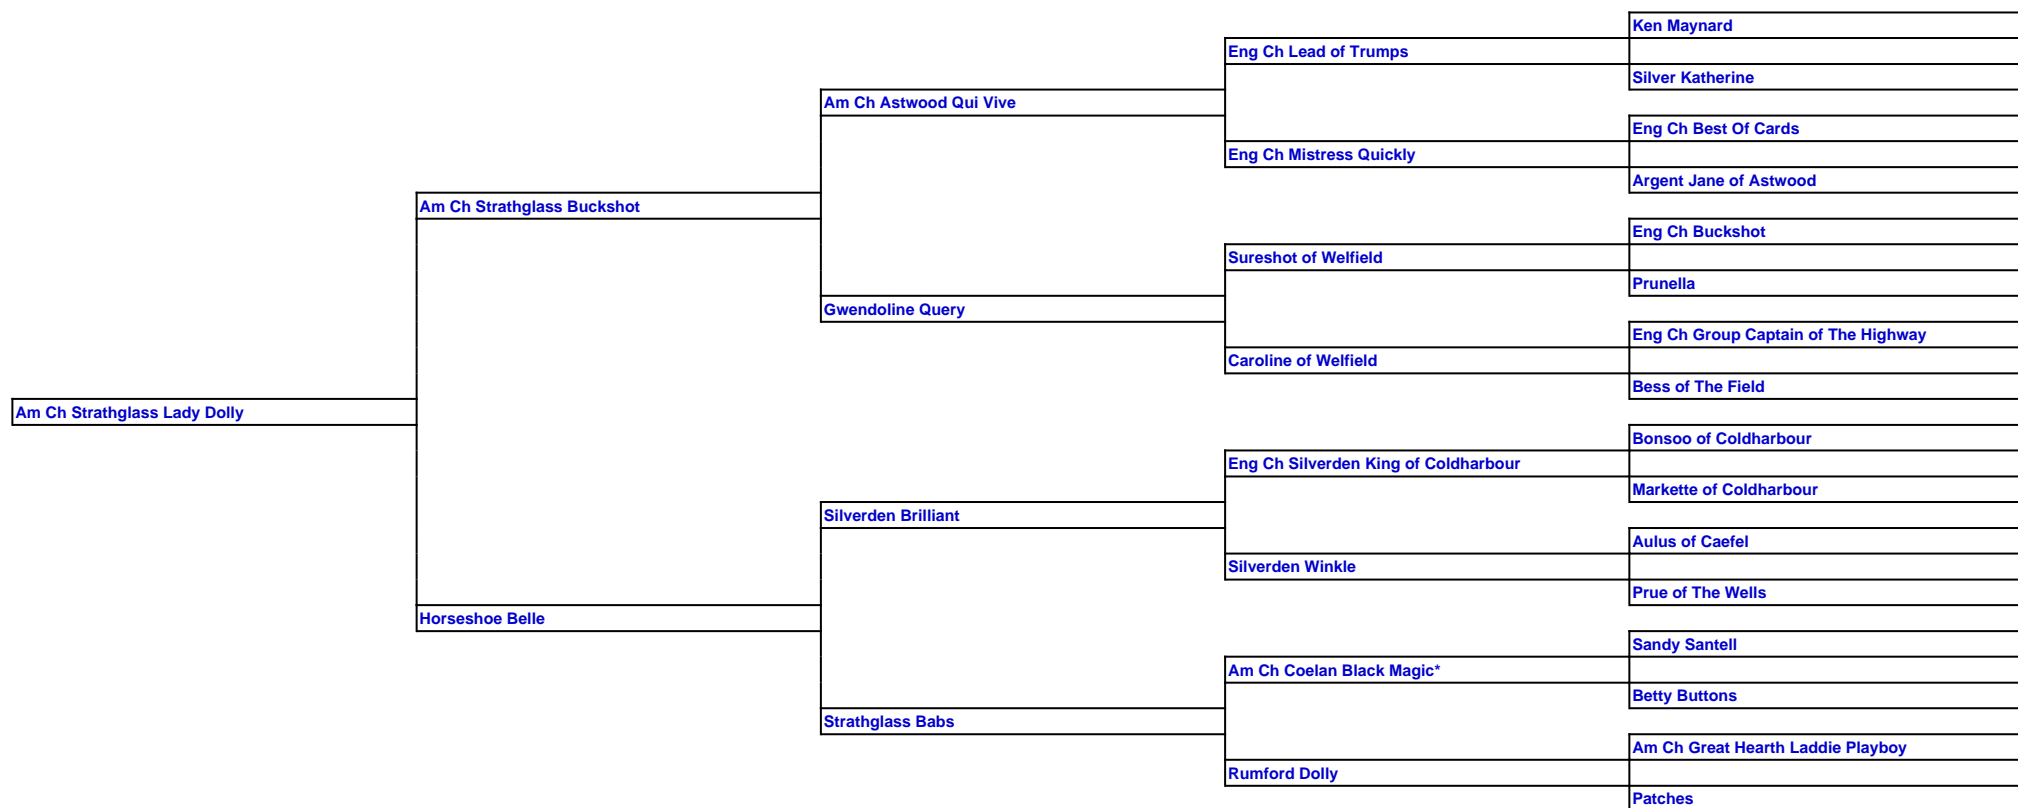 Ken Maynard
Eng Ch Lead of Trumps
Silver Katherine
Am Ch Astwood Qui Vive
Eng Ch Best Of Cards
Eng Ch Mistress Quickly
Argent Jane of Astwood
Am Ch Strathglass Buckshot
Eng Ch Buckshot
Sureshot of Welfield
Prunella
Gwendoline Query
Eng Ch Group Captain of The Highway
Caroline of Welfield
Bess of The Field
Am Ch Strathglass Lady Dolly
Bonsoo of Coldharbour
Eng Ch Silverden King of Coldharbour
Markette of Coldharbour
Silverden Brilliant
Aulus of Caefel
Silverden Winkle
Prue of The Wells
Horseshoe Belle
Sandy Santell
Am Ch Coelan Black Magic*
Betty Buttons
Strathglass Babs
Am Ch Great Hearth Laddie Playboy
Rumford Dolly
Patches